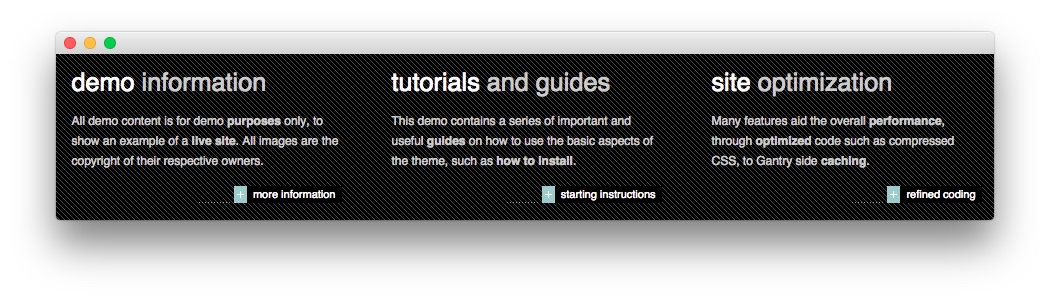 demo information
All demo content is for demo purposes only, to
show an example of a live site. All images are the
copyright of their respective owners.
+ more information
tutorials and guides
This demo contains a series of important and
useful guides on how to use the basic aspects of
the theme, such as how to install.
+ starting instructions
site optimization
Many features aid the overall performance,
through optimized code such as compressed
CSS, to Gantry side caching.
+ refined coding